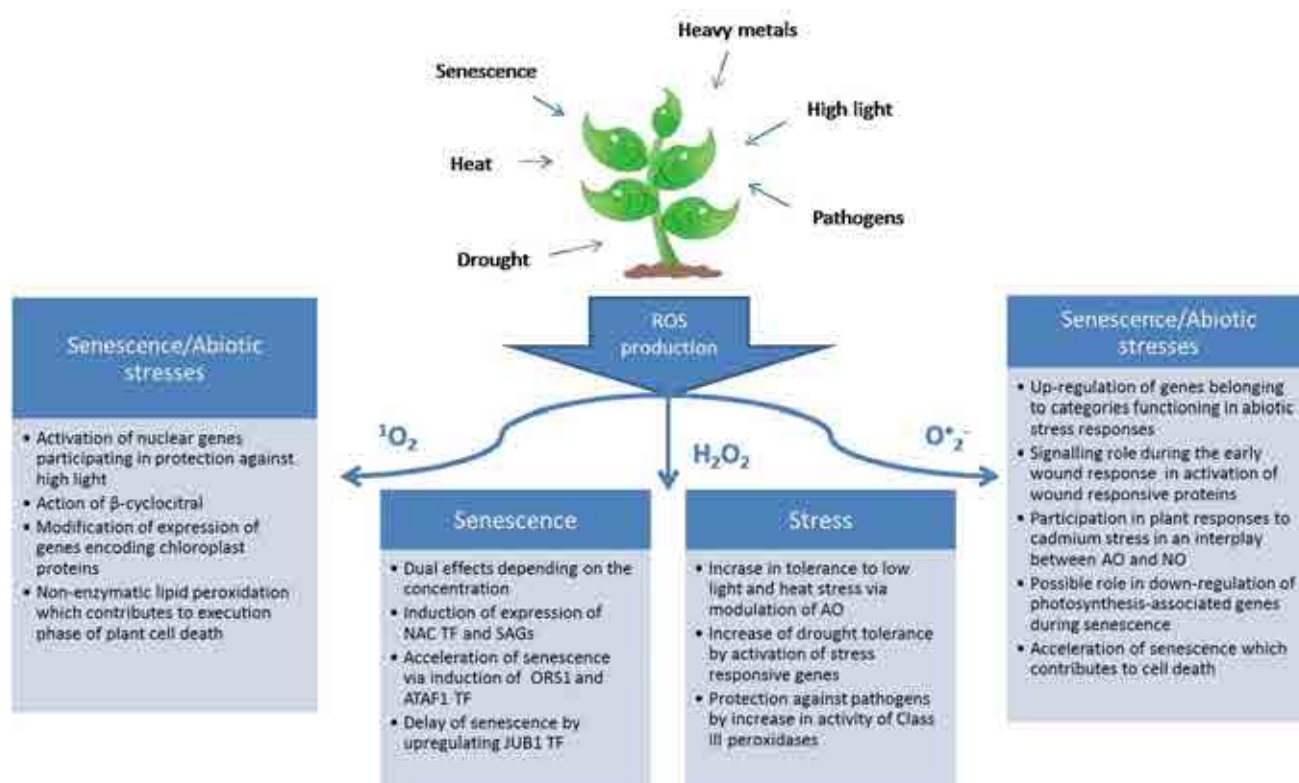 Heavy metals
Senescence
High light
Heat
Pathogens
Drought
ROS
production
Senescence/Abiotic
stresses
• Activation of nuclear genes
participating in protection against
high light
• Action of β-cyclocitral
• Modification of expression of
genes encoding chloroplast
proteins
• Non-enzymatic lipid peroxidation
which contributes to execution
phase of plant cell death
¹O₂
H₂O₂
O•₂⁻
Senescence
• Dual effects depending on the
concentration
• Induction of expression of
NAC TF and SAGs
• Acceleration of senescence
via induction of ORS1 and
ATAF1 TF
• Delay of senescence by
upregulating JUB1 TF
Stress
• Incrase in tolerance to low
light and heat stress via
modulation of AO
• Increase of drought tolerance
by activation of stress
responsive genes
• Protection against pathogens
by increase in activity of Class
III peroxidases
Senescence/Abiotic
stresses
• Up-regulation of genes belonging
to categories functioning in abiotic
stress responses
• Signalling role during the early
wound response in activation of
wound responsive proteins
• Participation in plant responses to
cadmium stress in an interplay
between AO and NO
• Possible role in down-regulation of
photosynthesis-associated genes
during senescence
• Acceleration of senescence which
contributes to cell death